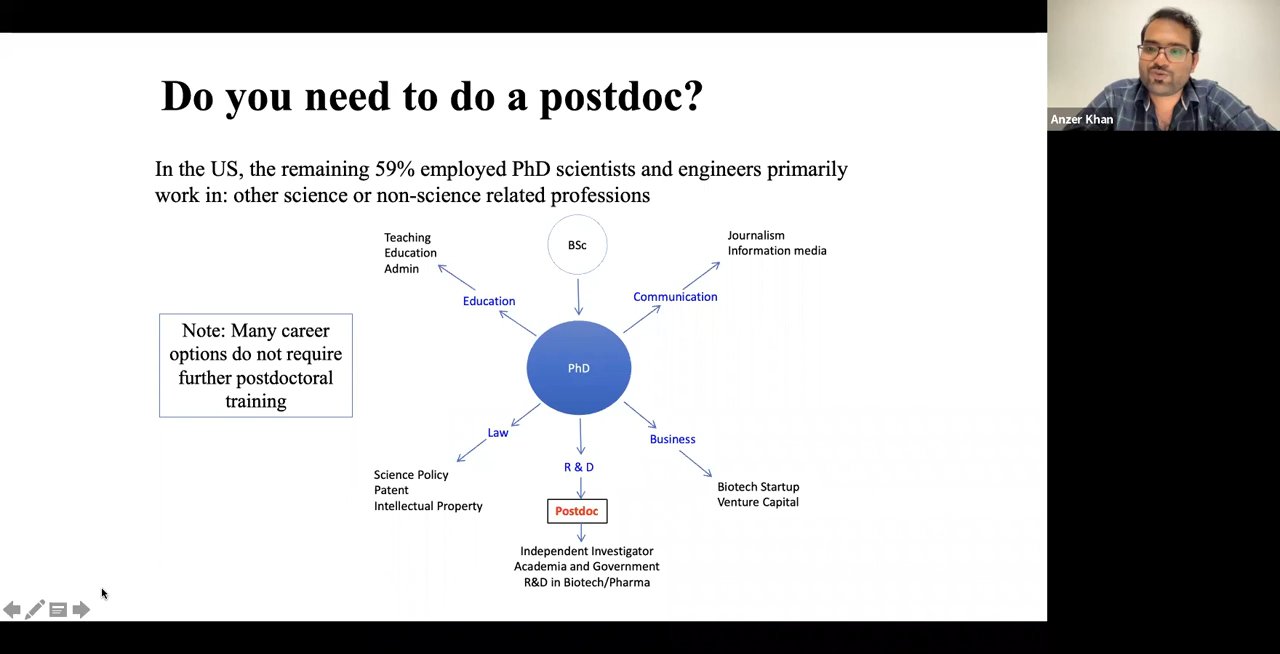 Do you need to do a postdoc?
Anzer Khan
In the US, the remaining 59% employed PhD scientists and engineers primarily
work in: other science or non-science related professions
Teaching
Education
Admin
BSc
Journalism
Information media
Education
Communication
Note: Many career
options do not require
further postdoctoral
training
PhD
Law
Business
R & D
Science Policy
Patent
Intellectual Property
Postdoc
Biotech Startup
Venture Capital
Independent Investigator
Academia and Government
R&D in Biotech/Pharma